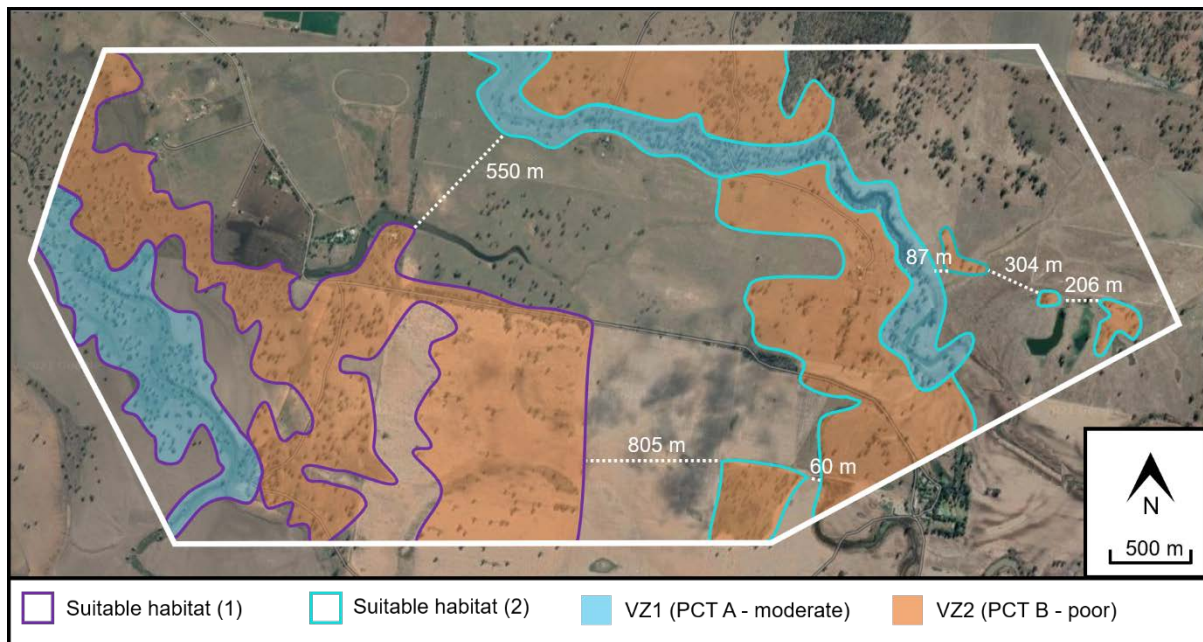 550 m
87 m
304 m
206 m
805 m
60 m
N
500 m
Suitable habitat (1)
Suitable habitat (2)
VZ1 (PCT A - moderate)
VZ2 (PCT B - poor)